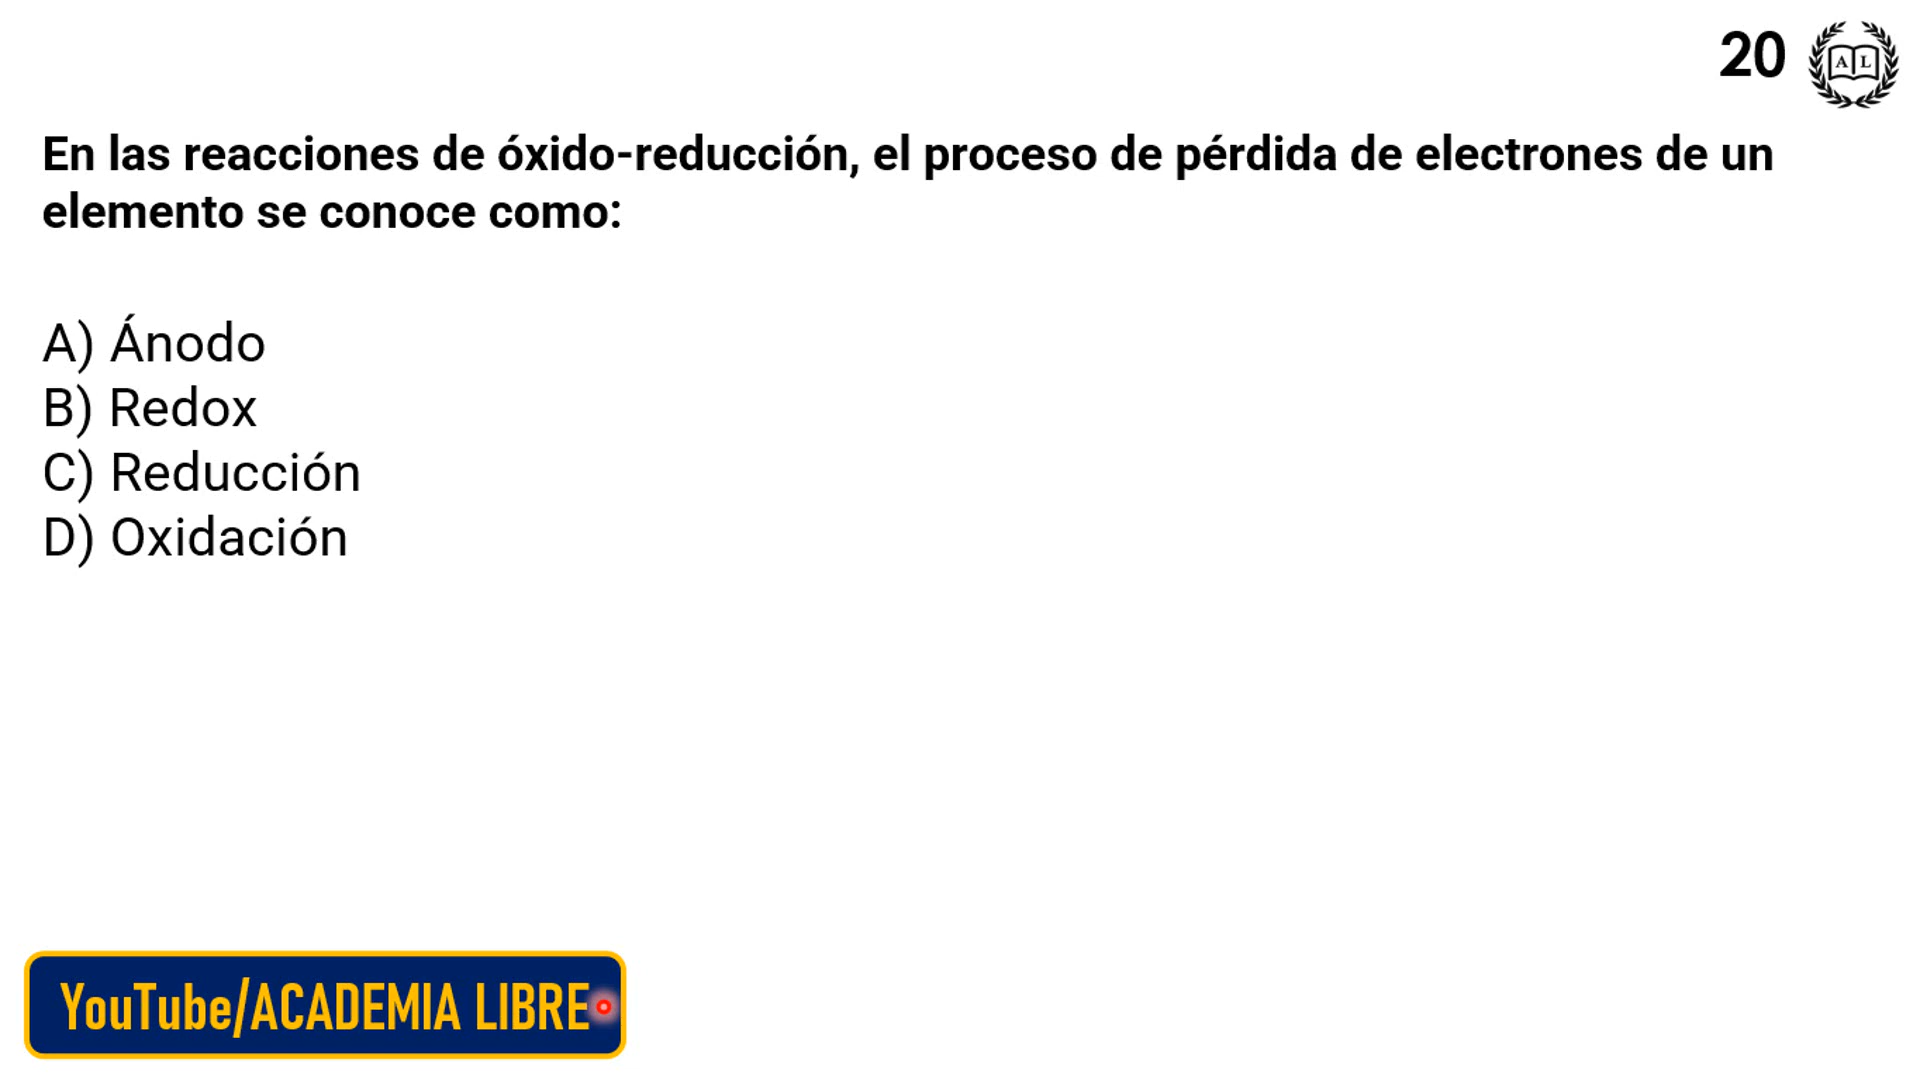 20
A L
En las reacciones de óxido-reducción, el proceso de pérdida de electrones de un
elemento se conoce como:
A) Ánodo
B) Redox
C) Reducción
D) Oxidación
YouTube/ACADEMIA LIBRE